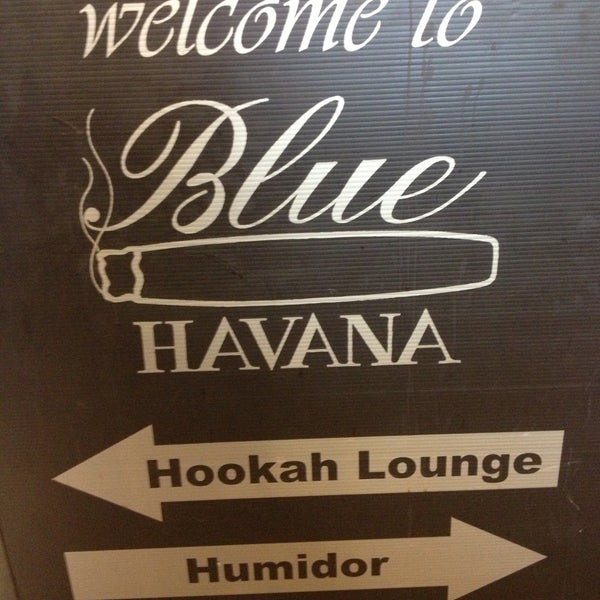 welcome to
Blue
HAVANA
Hookah Lounge
Humidor